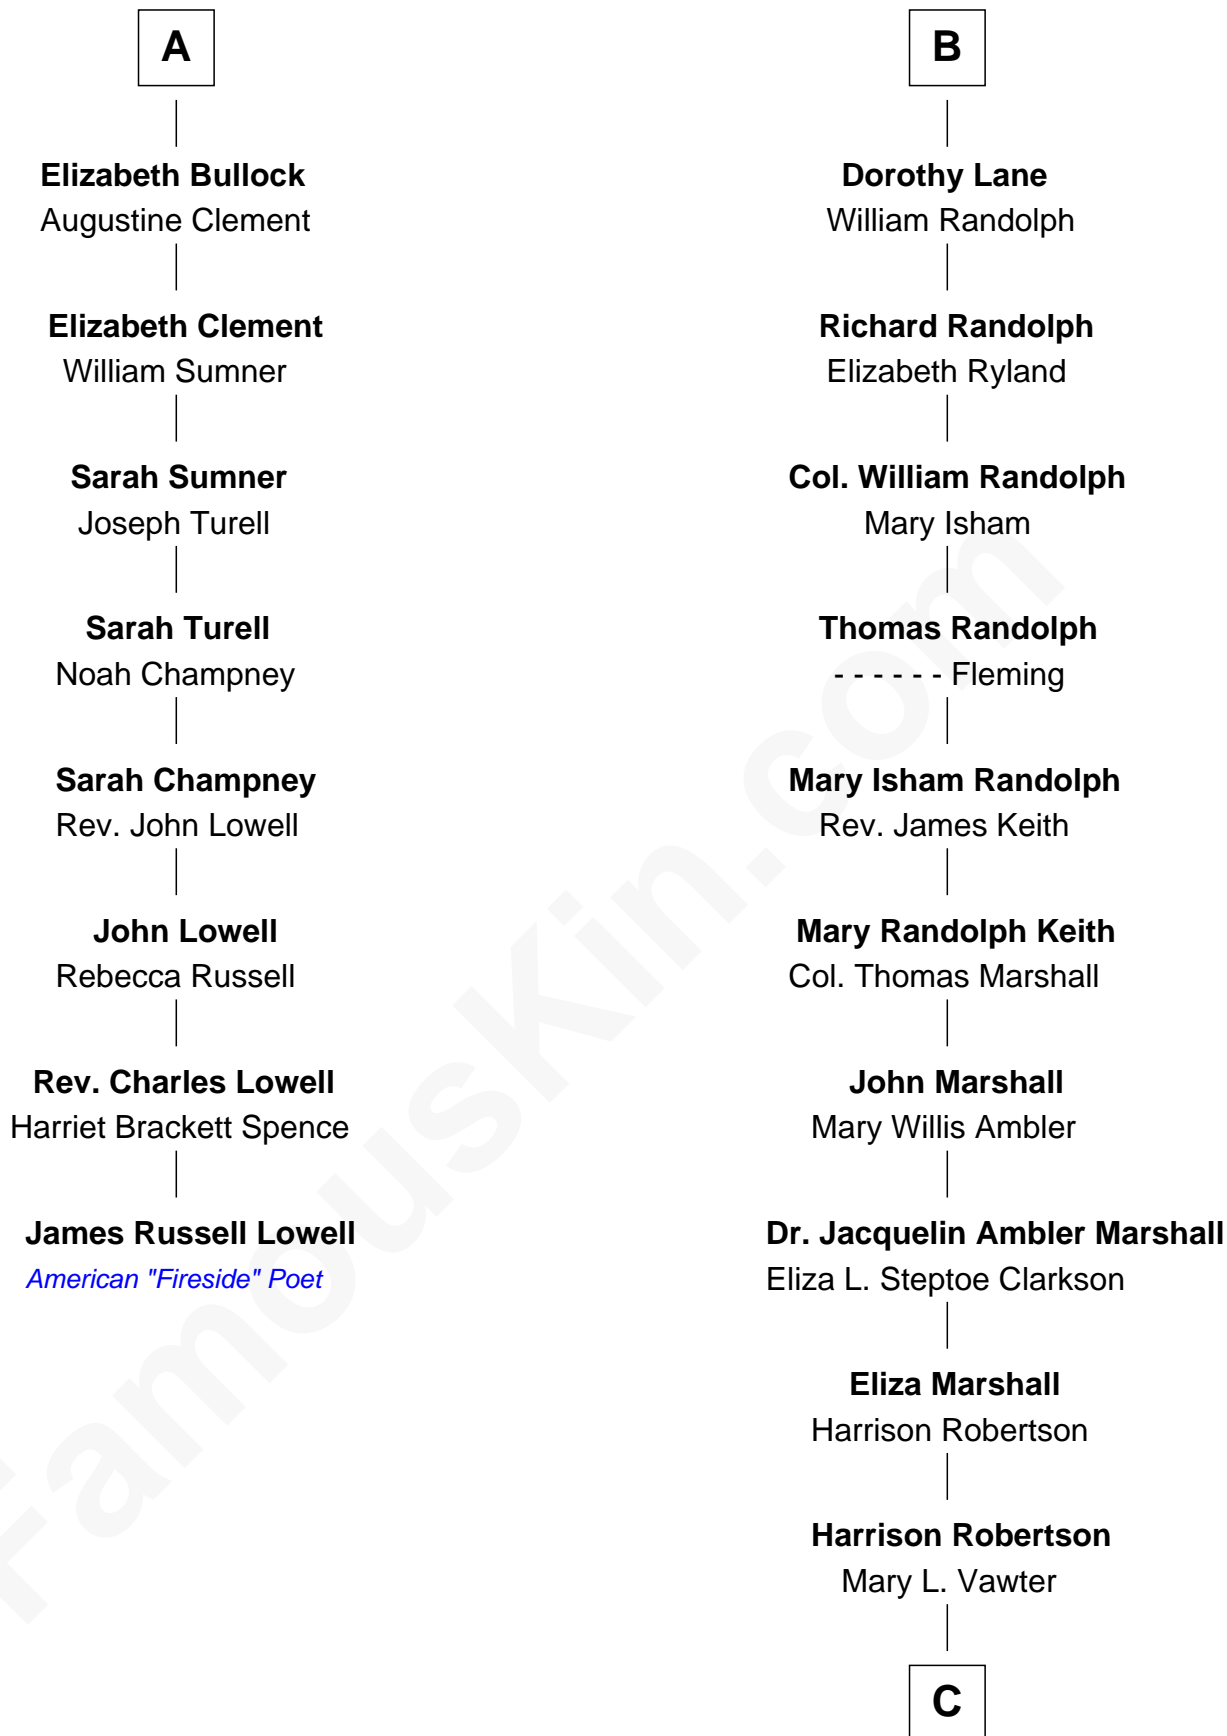 A
Elizabeth Bullock
Augustine Clement
Elizabeth Clement
William Sumner
Sarah Sumner
Joseph Turell
Sarah Turell
Noah Champney
Sarah Champney
Rev. John Lowell
John Lowell
Rebecca Russell
Rev. Charles Lowell
Harriet Brackett Spence
James Russell Lowell
American "Fireside" Poet
B
Dorothy Lane
William Randolph
Richard Randolph
Elizabeth Ryland
Col. William Randolph
Mary Isham
Thomas Randolph
- - - - - - Fleming
Mary Isham Randolph
Rev. James Keith
Mary Randolph Keith
Col. Thomas Marshall
John Marshall
Mary Willis Ambler
Dr. Jacquelin Ambler Marshall
Eliza L. Steptoe Clarkson
Eliza Marshall
Harrison Robertson
Harrison Robertson
Mary L. Vawter
C
FamousKin.com